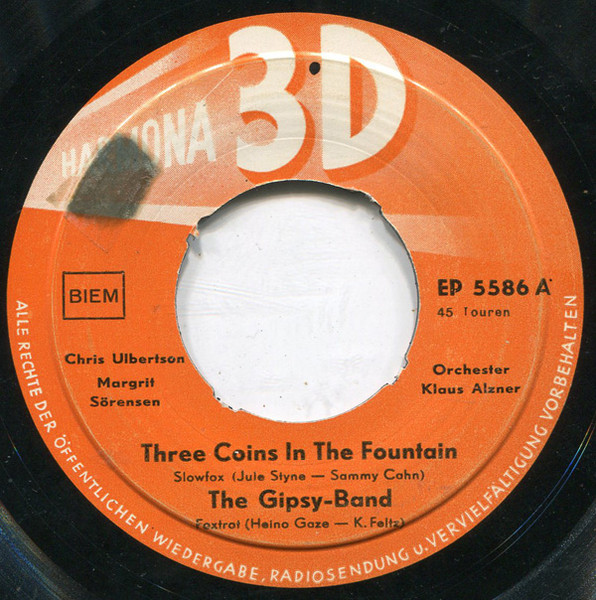 3D
BIEM
EP 5586 A
45 Touren
Chris Ulbertson
Margrit
Sörensen
Orchester
Klaus Alzner
Three Coins In The Fountain
Slowfox (Jule Styne — Sammy Cahn)
The Gipsy-Band
Foxtrot (Heino Gaze — K. Feltz)
ALLE RECHTE DER ÖFFENTLICHEN WIEDERGABE, RADIOSENDUNG u. VERVIELFÄLTIGUNG VORBEHALTEN